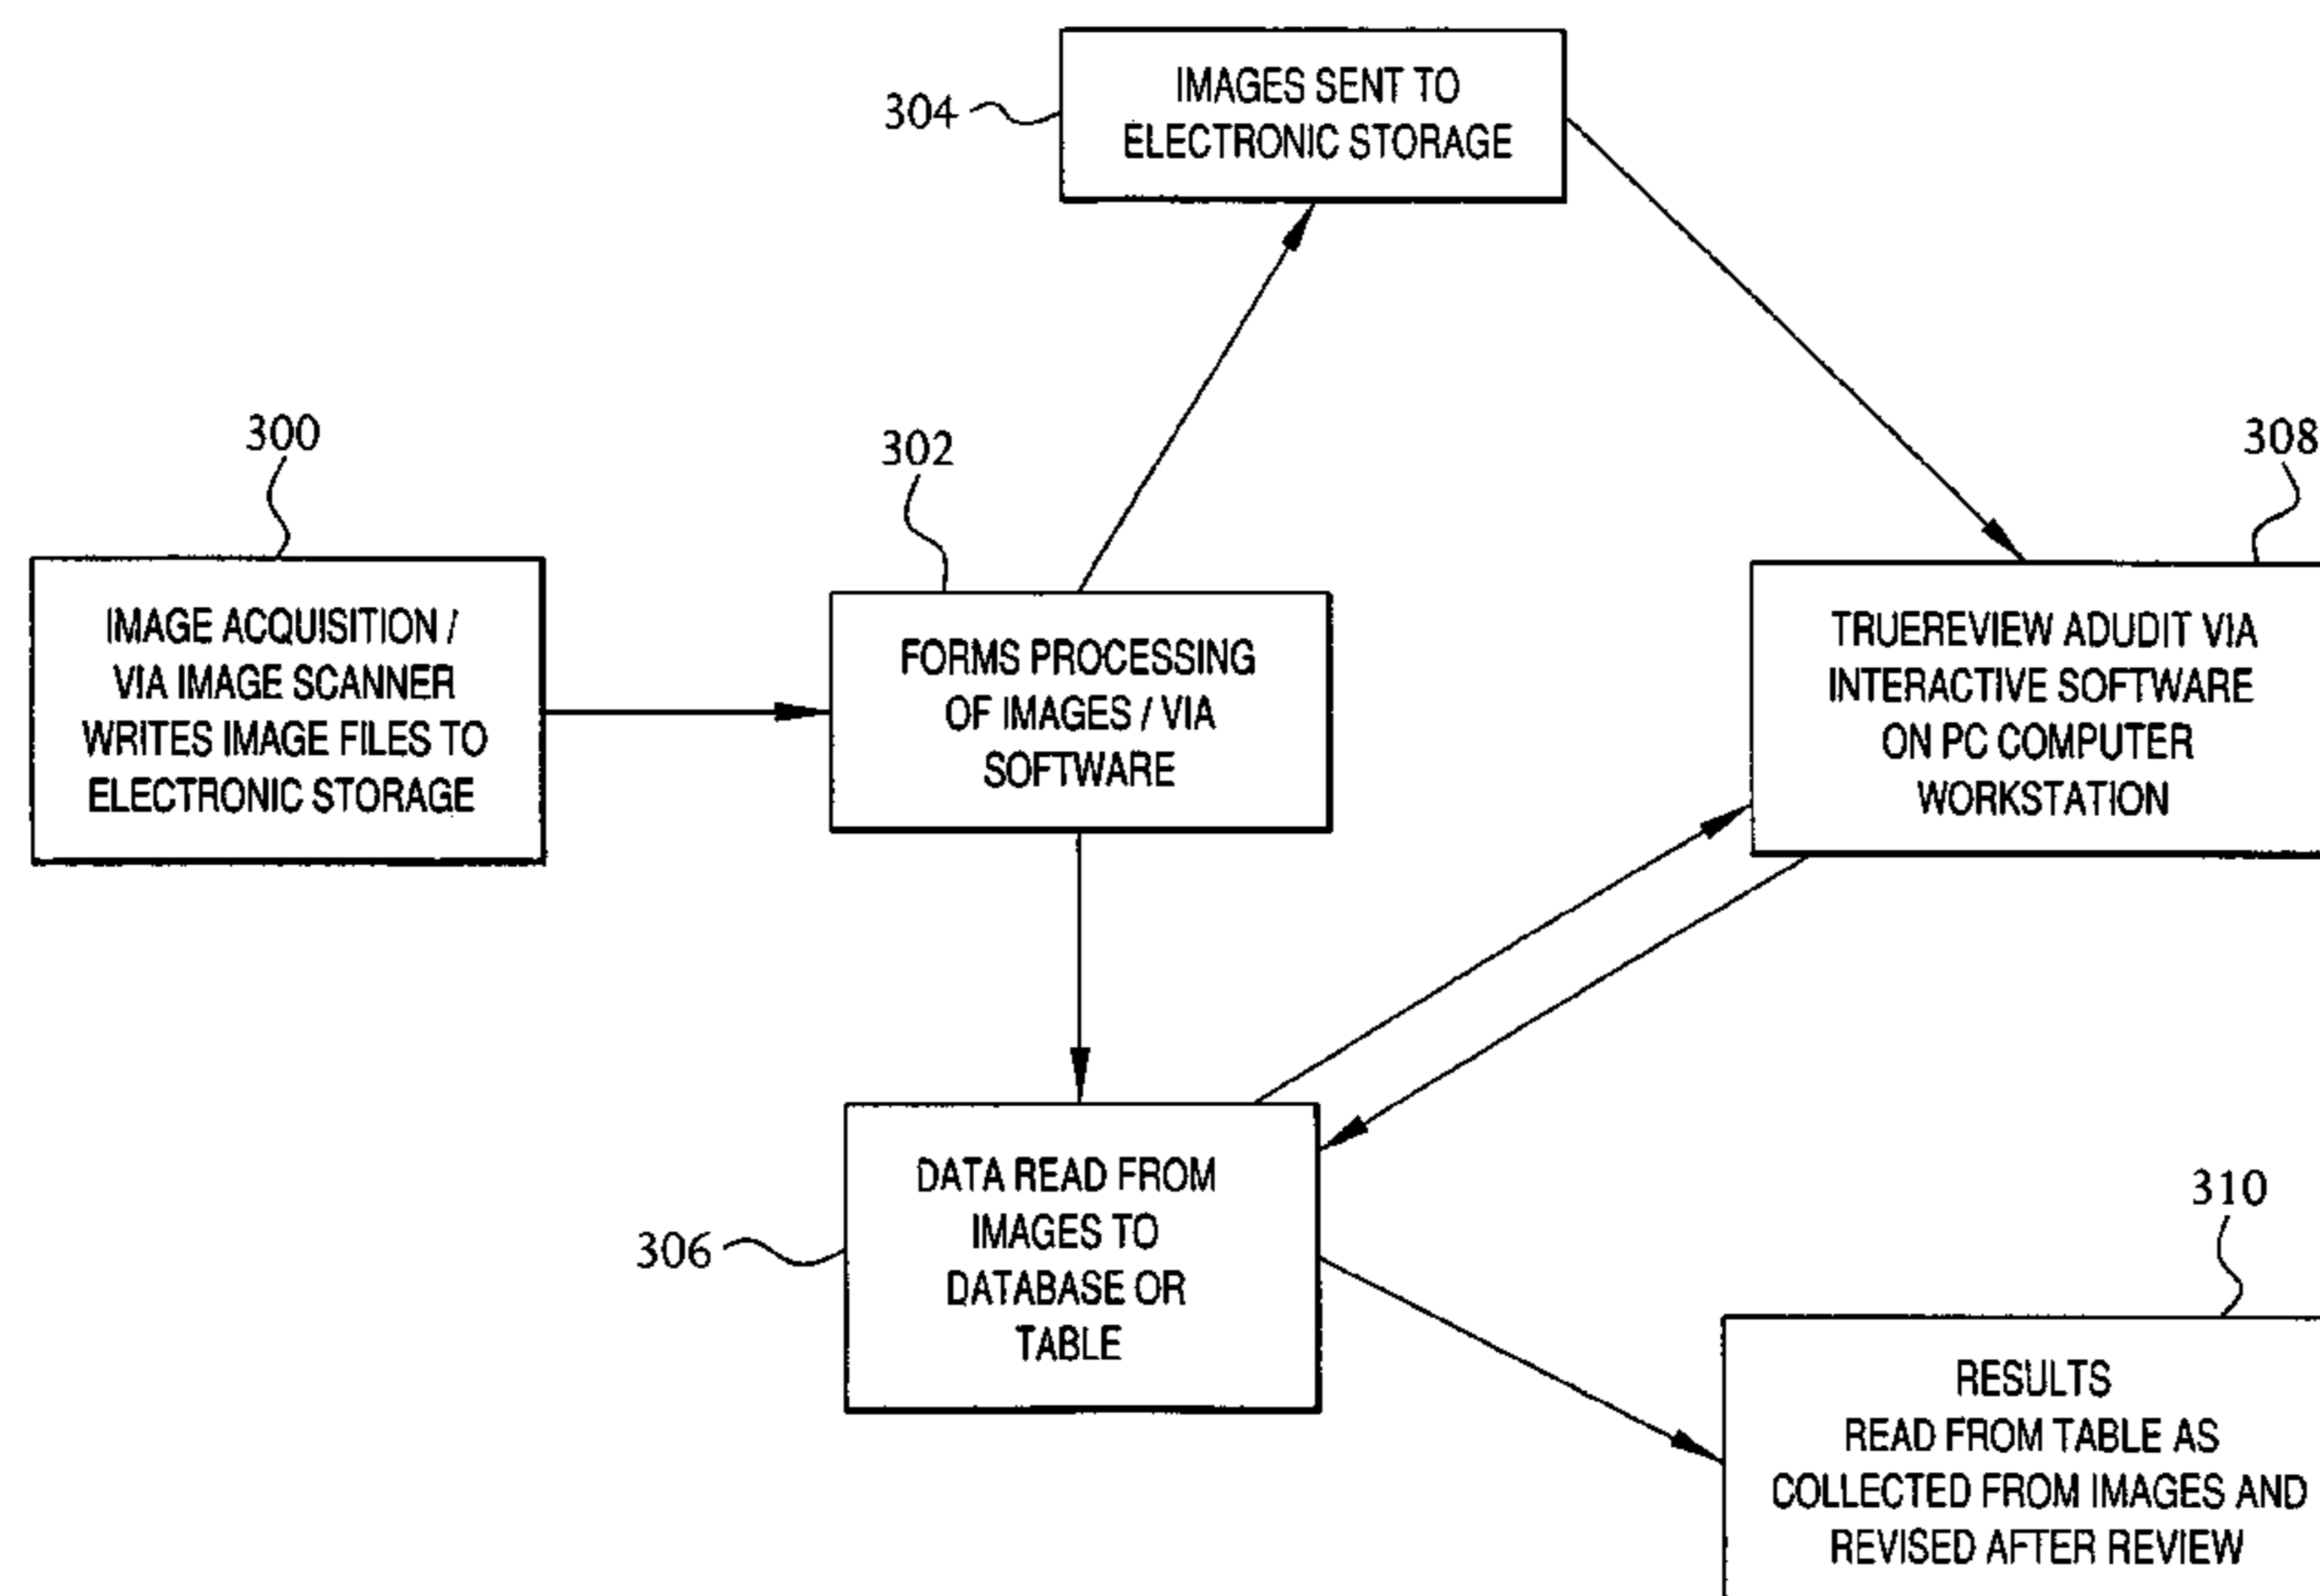 304
IMAGES SENT TO
ELECTRONIC STORAGE
300
302
308
IMAGE ACQUISITION /
VIA IMAGE SCANNER
WRITES IMAGE FILES TO
ELECTRONIC STORAGE
FORMS PROCESSING
OF IMAGES / VIA
SOFTWARE
TRUEREVIEW ADUDIT VIA
INTERACTIVE SOFTWARE
ON PC COMPUTER
WORKSTATION
306
DATA READ FROM
IMAGES TO
DATABASE OR
TABLE
310
RESULTS
READ FROM TABLE AS
COLLECTED FROM IMAGES AND
REVISED AFTER REVIEW